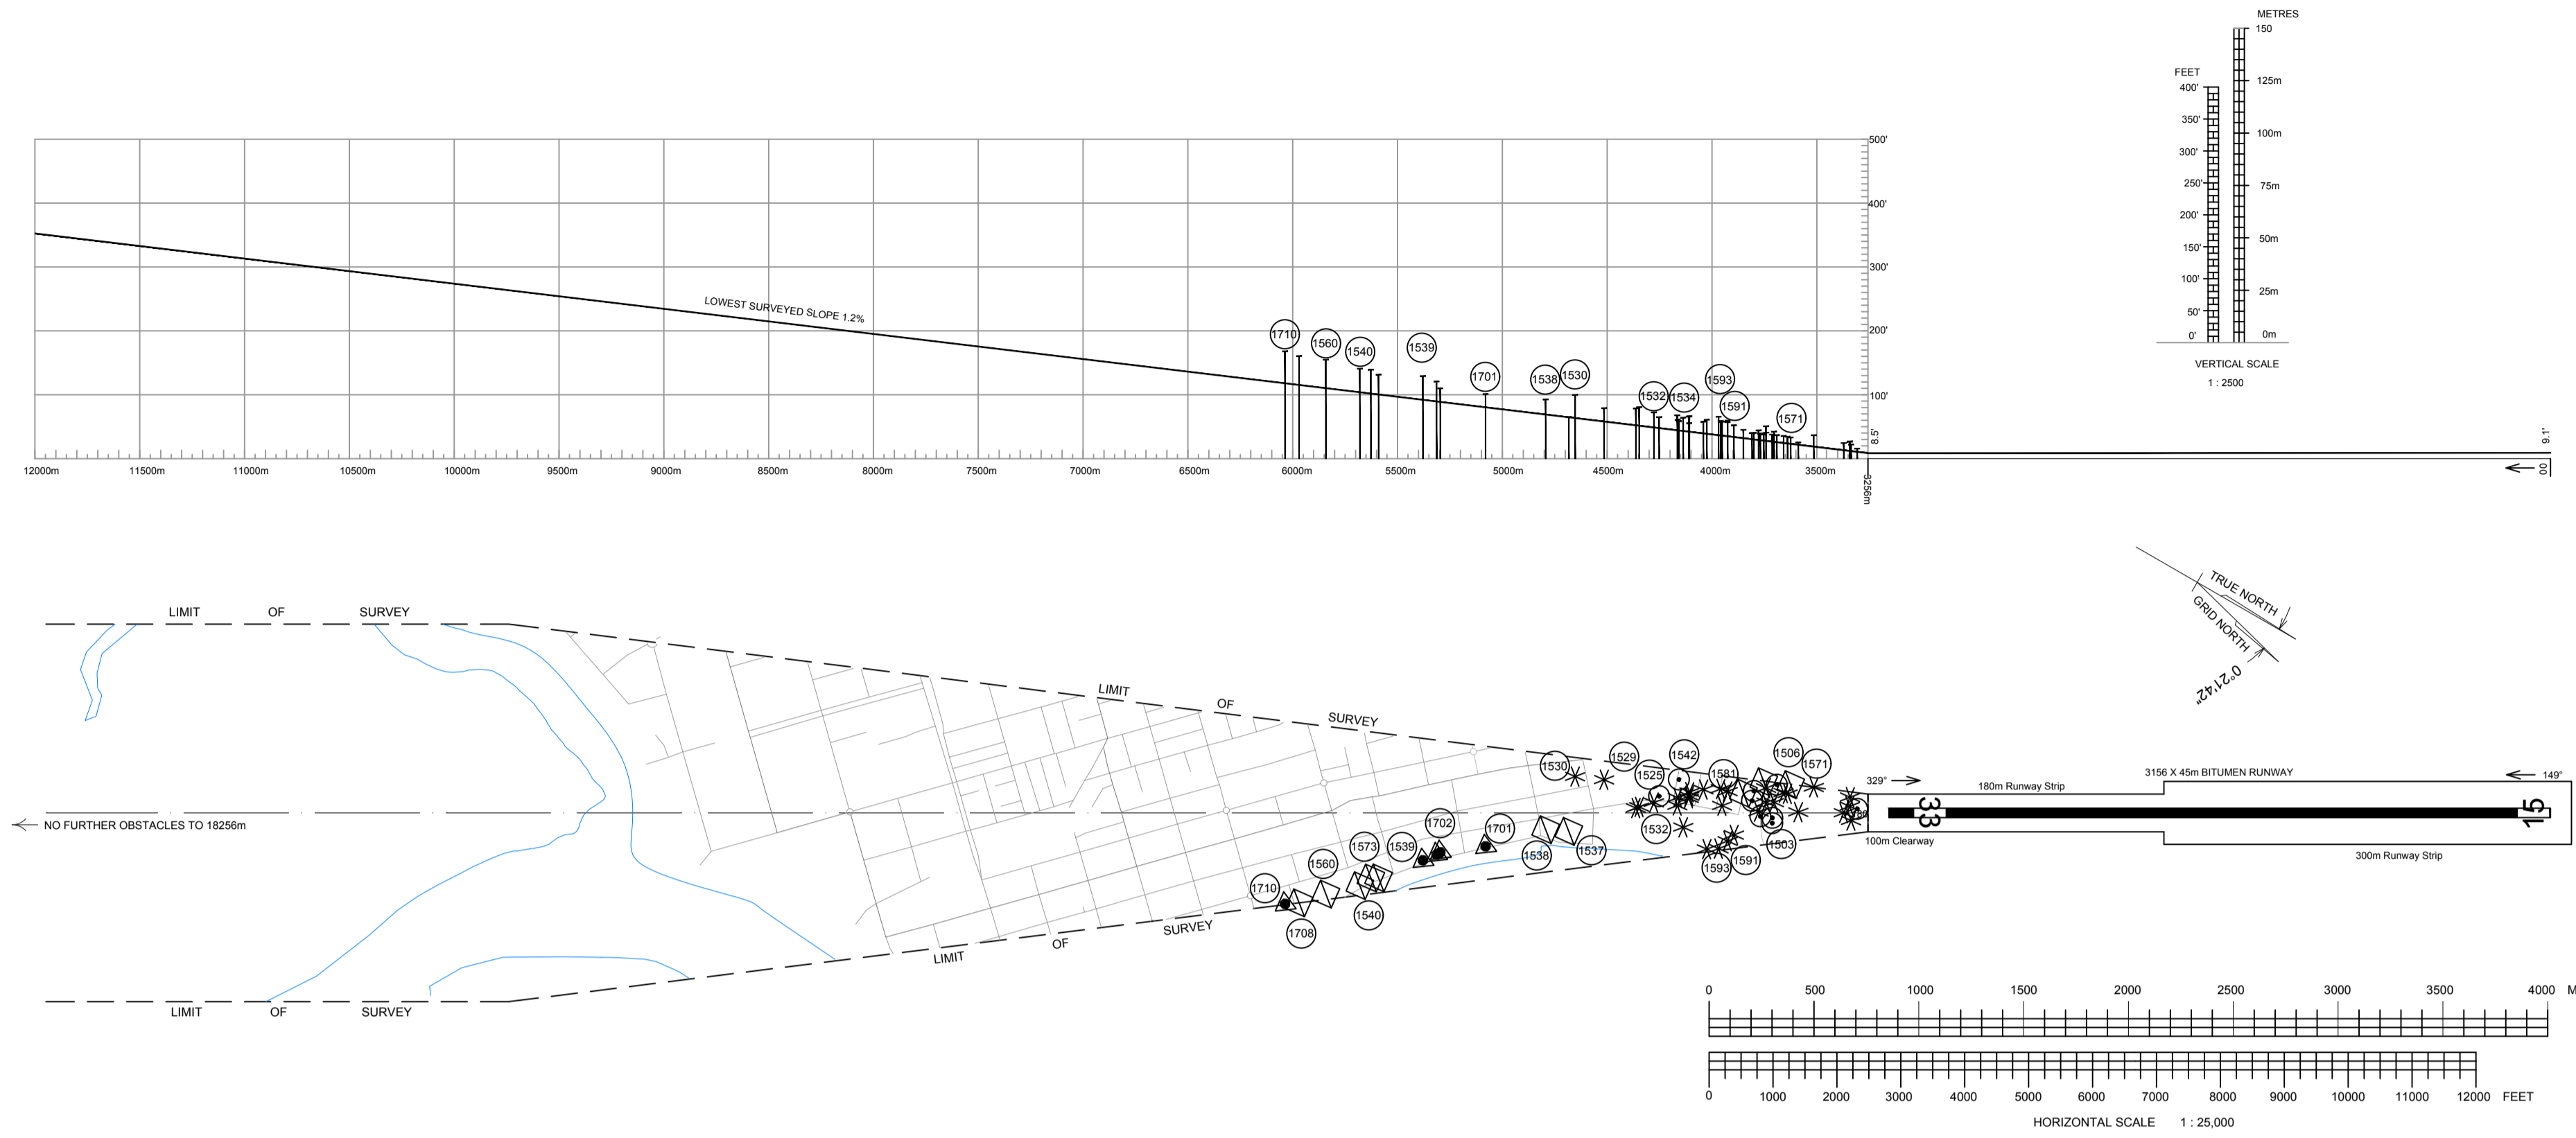 METRES
150
125m
100m
75m
50m
25m
0m
FEET
400'
350'
300'
250'
200'
150'
100'
50'
0'
VERTICAL SCALE
1 : 2500
500'
400'
300'
200'
100'
8.5'
9.1'
LOWEST SURVEYED SLOPE 1.2%
1710
1560
1540
1539
1701
1538
1530
1532
1534
1593
1591
1571
12000m 11500m 11000m 10500m 10000m 9500m 9000m 8500m 8000m 7500m 7000m 6500m 6000m 5500m 5000m 4500m 4000m 3500m
3256m
00
TRUE NORTH
GRID NORTH
0°21'42"
LIMIT OF SURVEY
LIMIT OF SURVEY
NO FURTHER OBSTACLES TO 18256m
1530
1529
1525
1542
1581
1506
1571
1532
1702
1701
1573
1539
1560
1538
1537
1503
1591
1593
1710
1540
1708
329°
180m Runway Strip
3156 X 45m BITUMEN RUNWAY
149°
33
15
100m Clearway
300m Runway Strip
LIMIT OF SURVEY
LIMIT OF SURVEY
0 500 1000 1500 2000 2500 3000 3500 4000 M
0 1000 2000 3000 4000 5000 6000 7000 8000 9000 10000 11000 12000 FEET
HORIZONTAL SCALE 1 : 25,000